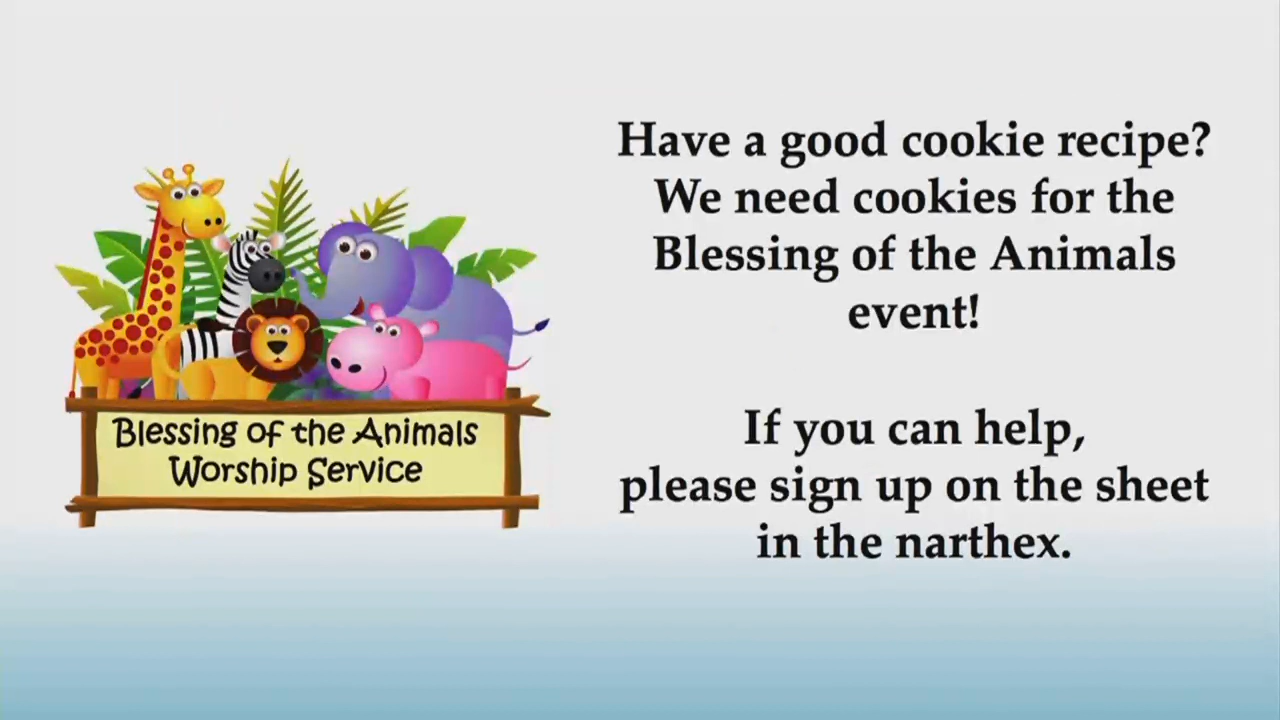 Have a good cookie recipe?
We need cookies for the
Blessing of the Animals
event!
If you can help,
please sign up on the sheet
in the narthex.
Blessing of the Animals
Worship Service